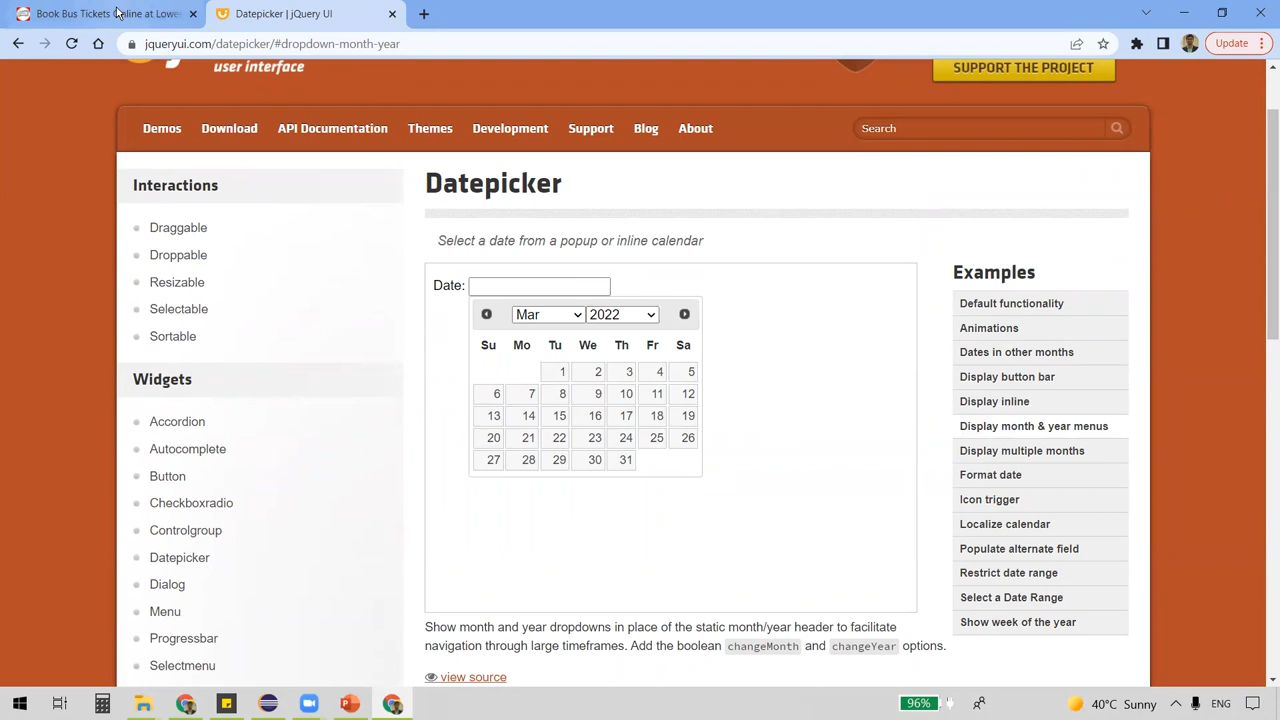 Book Bus Tickets Online at Lowe
Datepicker | jQuery UI
jqueryui.com/datepicker/#dropdown-month-year
Update
user interface
SUPPORT THE PROJECT
Demos Download API Documentation Themes Development Support Blog About
Search
Interactions
Draggable
Droppable
Resizable
Selectable
Sortable
Widgets
Accordion
Autocomplete
Button
Checkboxradio
Controlgroup
Datepicker
Dialog
Menu
Progressbar
Selectmenu
Datepicker
Select a date from a popup or inline calendar
Date:
Mar 2022
Su Mo Tu We Th Fr Sa
1 2 3 4 5
6 7 8 9 10 11 12
13 14 15 16 17 18 19
20 21 22 23 24 25 26
27 28 29 30 31
Show month and year dropdowns in place of the static month/year header to facilitate
navigation through large timeframes. Add the boolean changeMonth and changeYear options.
view source
Examples
Default functionality
Animations
Dates in other months
Display button bar
Display inline
Display month & year menus
Display multiple months
Format date
Icon trigger
Localize calendar
Populate alternate field
Restrict date range
Select a Date Range
Show week of the year
96%
40°C Sunny
ENG